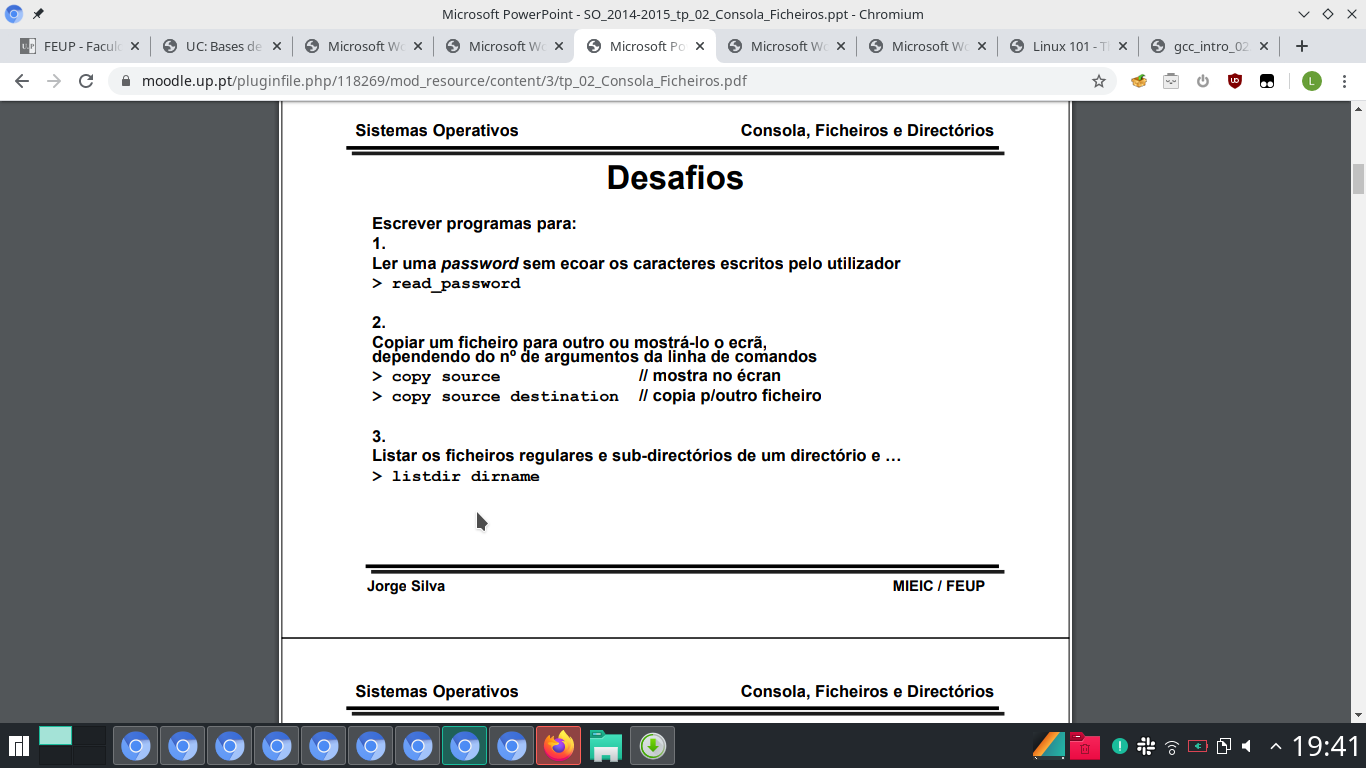 Microsoft PowerPoint - SO_2014-2015_tp_02_Consola_Ficheiros.ppt - Chromium
FEUP - Facul
UC: Bases de
Microsoft Wo
Microsoft Wo
Microsoft Po
Microsoft Wo
Microsoft Wo
Linux 101 - Th
gcc_intro_02.
moodle.up.pt/pluginfile.php/118269/mod_resource/content/3/tp_02_Consola_Ficheiros.pdf
L
Sistemas Operativos Consola, Ficheiros e Directórios
Desafios
Escrever programas para:
1.
Ler uma password sem ecoar os caracteres escritos pelo utilizador
> read_password
2.
Copiar um ficheiro para outro ou mostrá-lo o ecrã,
dependendo do nº de argumentos da linha de comandos
> copy source // mostra no écran
> copy source destination // copia p/outro ficheiro
3.
Listar os ficheiros regulares e sub-directórios de um directório e …
> listdir dirname
Jorge Silva MIEIC / FEUP
Sistemas Operativos Consola, Ficheiros e Directórios
19:41